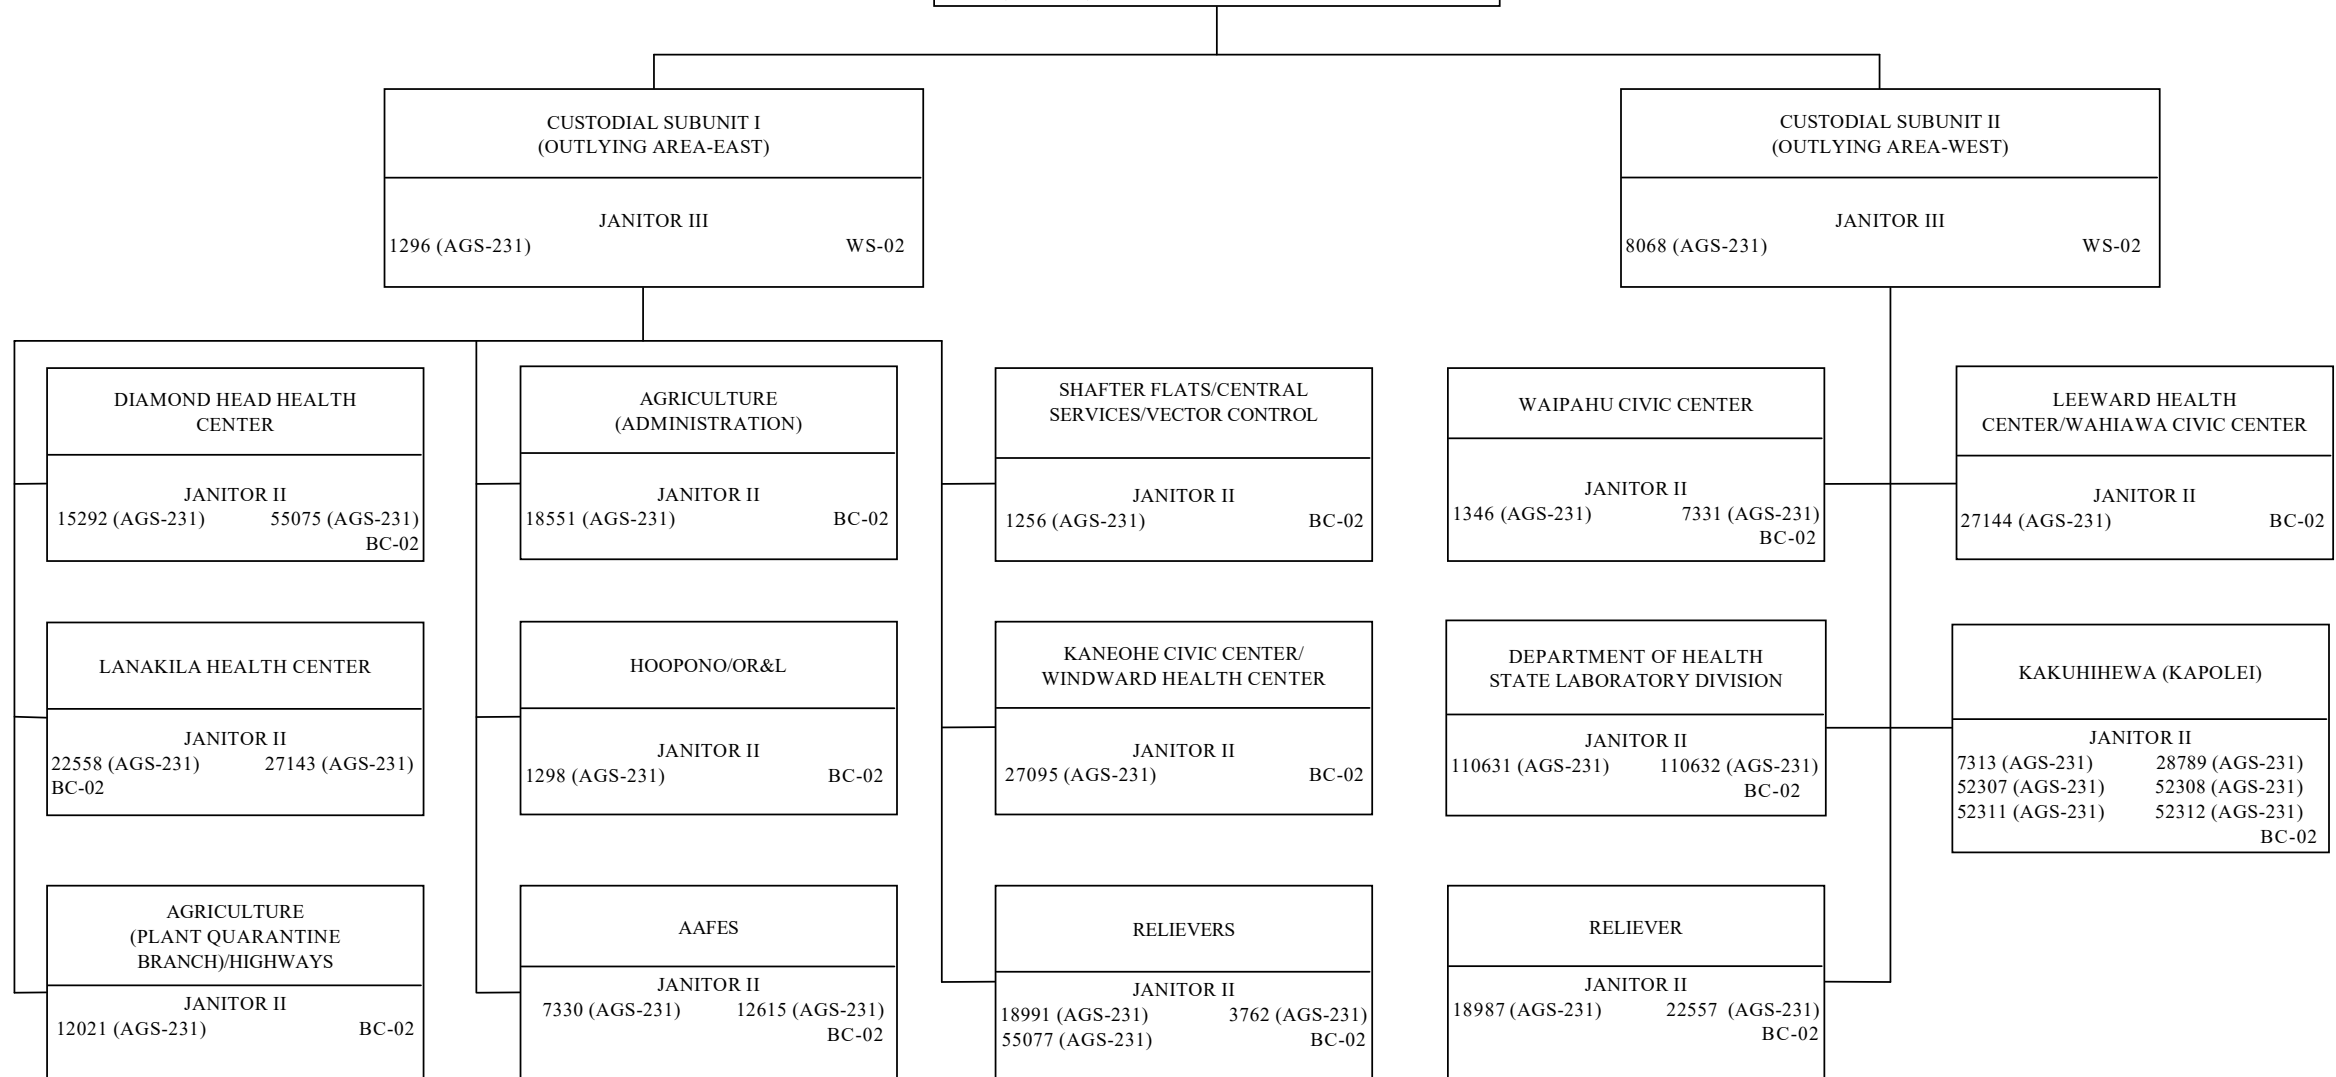 CUSTODIAL SUBUNIT I
(OUTLYING AREA-EAST)
JANITOR III
1296 (AGS-231) WS-02
CUSTODIAL SUBUNIT II
(OUTLYING AREA-WEST)
JANITOR III
8068 (AGS-231) WS-02
DIAMOND HEAD HEALTH
CENTER
JANITOR II
15292 (AGS-231) 55075 (AGS-231)
BC-02
AGRICULTURE
(ADMINISTRATION)
JANITOR II
18551 (AGS-231) BC-02
SHAFTER FLATS/CENTRAL
SERVICES/VECTOR CONTROL
JANITOR II
1256 (AGS-231) BC-02
WAIPAHU CIVIC CENTER
JANITOR II
1346 (AGS-231) 7331 (AGS-231)
BC-02
LEEWARD HEALTH
CENTER/WAHIAWA CIVIC CENTER
JANITOR II
27144 (AGS-231) BC-02
LANAKILA HEALTH CENTER
JANITOR II
22558 (AGS-231) 27143 (AGS-231)
BC-02
HOOPONO/OR&L
JANITOR II
1298 (AGS-231) BC-02
KANEOHE CIVIC CENTER/
WINDWARD HEALTH CENTER
JANITOR II
27095 (AGS-231) BC-02
DEPARTMENT OF HEALTH
STATE LABORATORY DIVISION
JANITOR II
110631 (AGS-231) 110632 (AGS-231)
BC-02
KAKUHIHEWA (KAPOLEI)
JANITOR II
7313 (AGS-231) 28789 (AGS-231)
52307 (AGS-231) 52308 (AGS-231)
52311 (AGS-231) 52312 (AGS-231)
BC-02
AGRICULTURE
(PLANT QUARANTINE
BRANCH)/HIGHWAYS
JANITOR II
12021 (AGS-231) BC-02
AAFES
JANITOR II
7330 (AGS-231) 12615 (AGS-231)
BC-02
RELIEVERS
JANITOR II
18991 (AGS-231) 3762 (AGS-231)
55077 (AGS-231) BC-02
RELIEVER
JANITOR II
18987 (AGS-231) 22557 (AGS-231)
BC-02